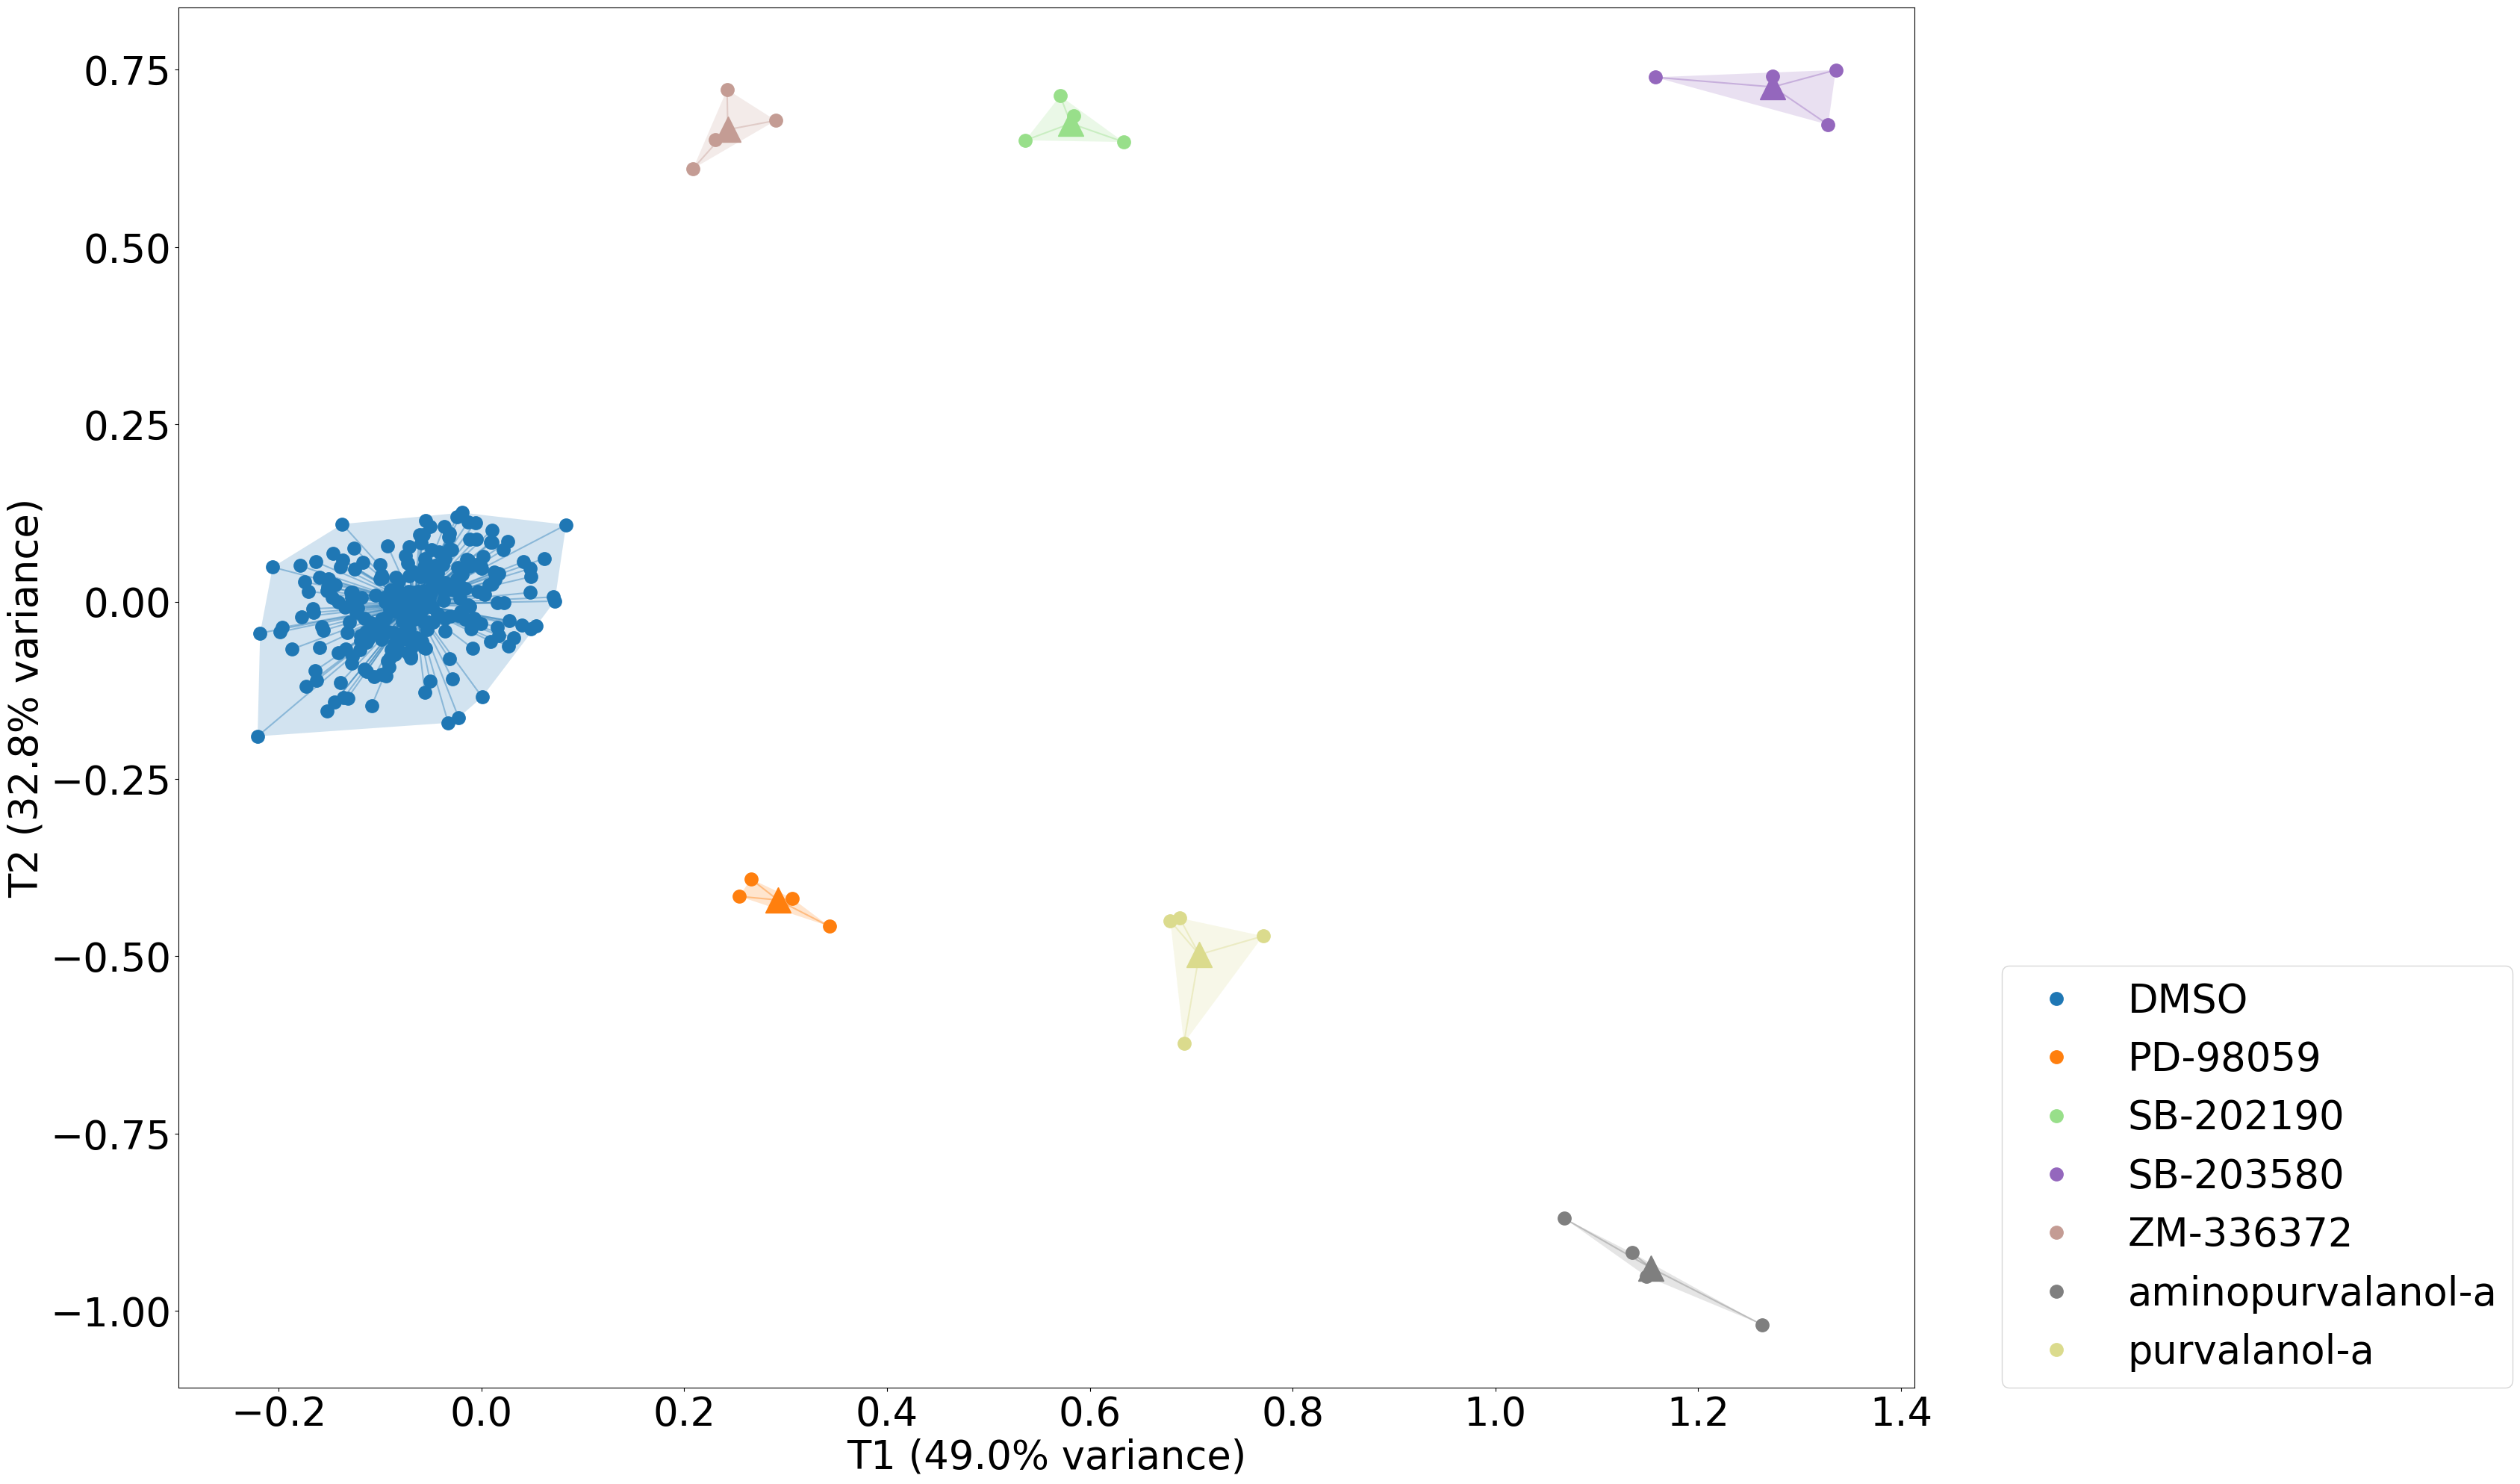 0.75
0.50
0.25
0.00
−0.25
−0.50
−0.75
−1.00
T2 (32.8% variance)
−0.2
0.0
0.2
0.4
0.6
0.8
1.0
1.2
1.4
T1 (49.0% variance)
DMSO
PD-98059
SB-202190
SB-203580
ZM-336372
aminopurvalanol-a
purvalanol-a